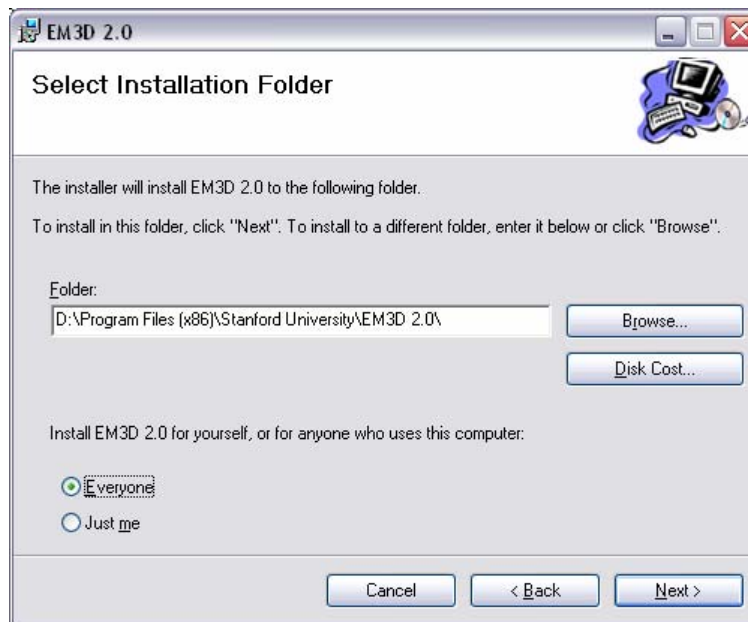 EM3D 2.0
Select Installation Folder
The installer will install EM3D 2.0 to the following folder.
To install in this folder, click "Next". To install to a different folder, enter it below or click "Browse".
Folder:
D:\Program Files (x86)\Stanford University\EM3D 2.0\
Browse...
Disk Cost...
Install EM3D 2.0 for yourself, or for anyone who uses this computer:
Everyone
Just me
Cancel < Back Next >